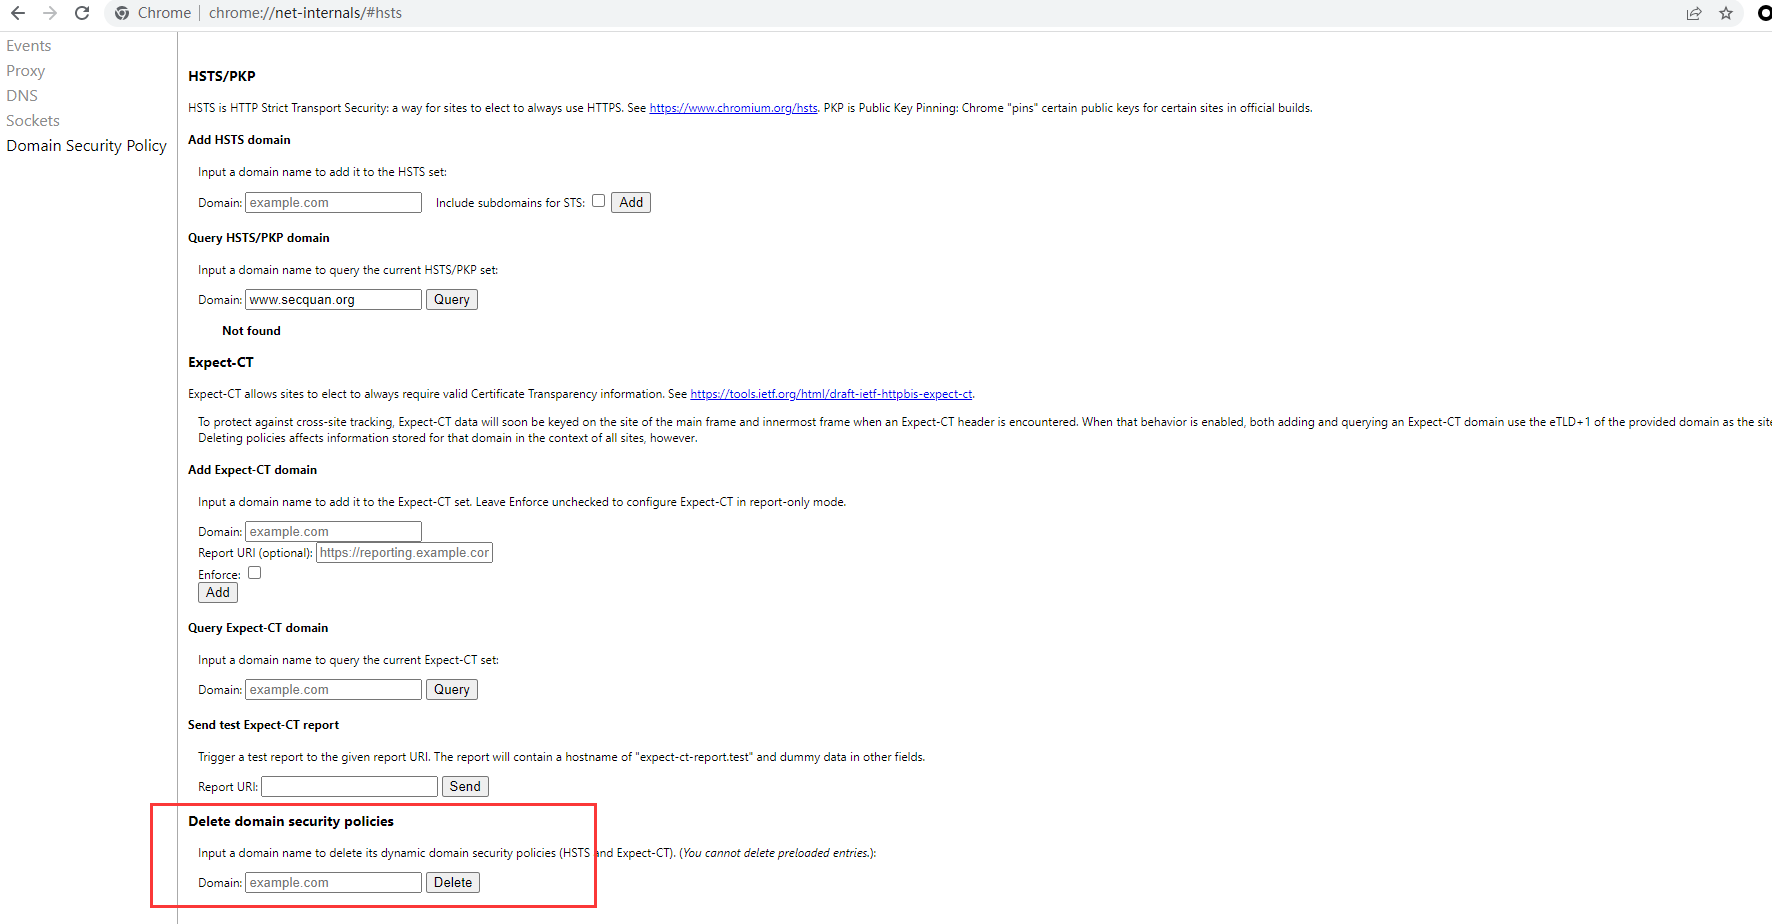 Chrome | chrome://net-internals/#hsts
Events
Proxy
DNS
Sockets
Domain Security Policy
HSTS/PKP
HSTS is HTTP Strict Transport Security: a way for sites to elect to always use HTTPS. See https://www.chromium.org/hsts. PKP is Public Key Pinning: Chrome "pins" certain public keys for certain sites in official builds.
Add HSTS domain
Input a domain name to add it to the HSTS set:
Domain: example.com Include subdomains for STS: Add
Query HSTS/PKP domain
Input a domain name to query the current HSTS/PKP set:
Domain: www.secquan.org Query
Not found
Expect-CT
Expect-CT allows sites to elect to always require valid Certificate Transparency information. See https://tools.ietf.org/html/draft-ietf-httpbis-expect-ct.
To protect against cross-site tracking, Expect-CT data will soon be keyed on the site of the main frame and innermost frame when an Expect-CT header is encountered. When that behavior is enabled, both adding and querying an Expect-CT domain use the eTLD+1 of the provided domain as the site
Deleting policies affects information stored for that domain in the context of all sites, however.
Add Expect-CT domain
Input a domain name to add it to the Expect-CT set. Leave Enforce unchecked to configure Expect-CT in report-only mode.
Domain: example.com
Report URI (optional): https://reporting.example.cor
Enforce:
Add
Query Expect-CT domain
Input a domain name to query the current Expect-CT set:
Domain: example.com Query
Send test Expect-CT report
Trigger a test report to the given report URI. The report will contain a hostname of "expect-ct-report.test" and dummy data in other fields.
Report URI: Send
Delete domain security policies
Input a domain name to delete its dynamic domain security policies (HSTS and Expect-CT). (You cannot delete preloaded entries.):
Domain: example.com Delete